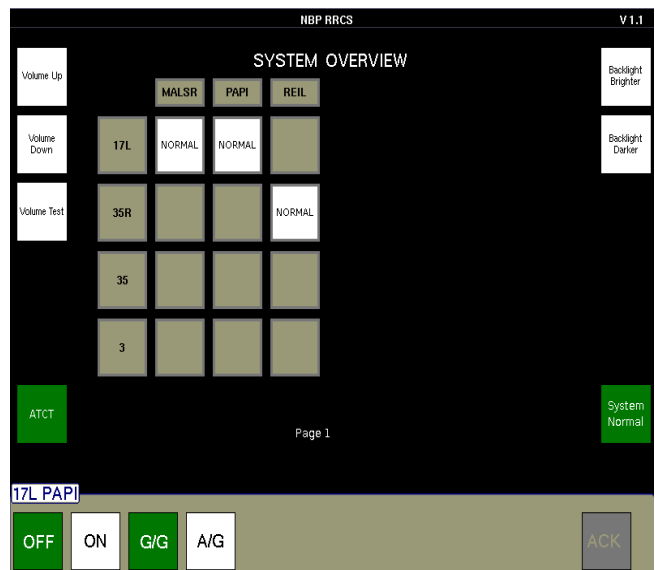 NBP RRCS V 1.1
SYSTEM OVERVIEW
Volume Up
Backlight
Brighter
MALSR PAPI REIL
Volume
Down
17L NORMAL NORMAL
Backlight
Darker
Volume Test
35R NORMAL
35
3
ATCT
Page 1
System
Normal
17L PAPI
OFF ON G/G A/G ACK